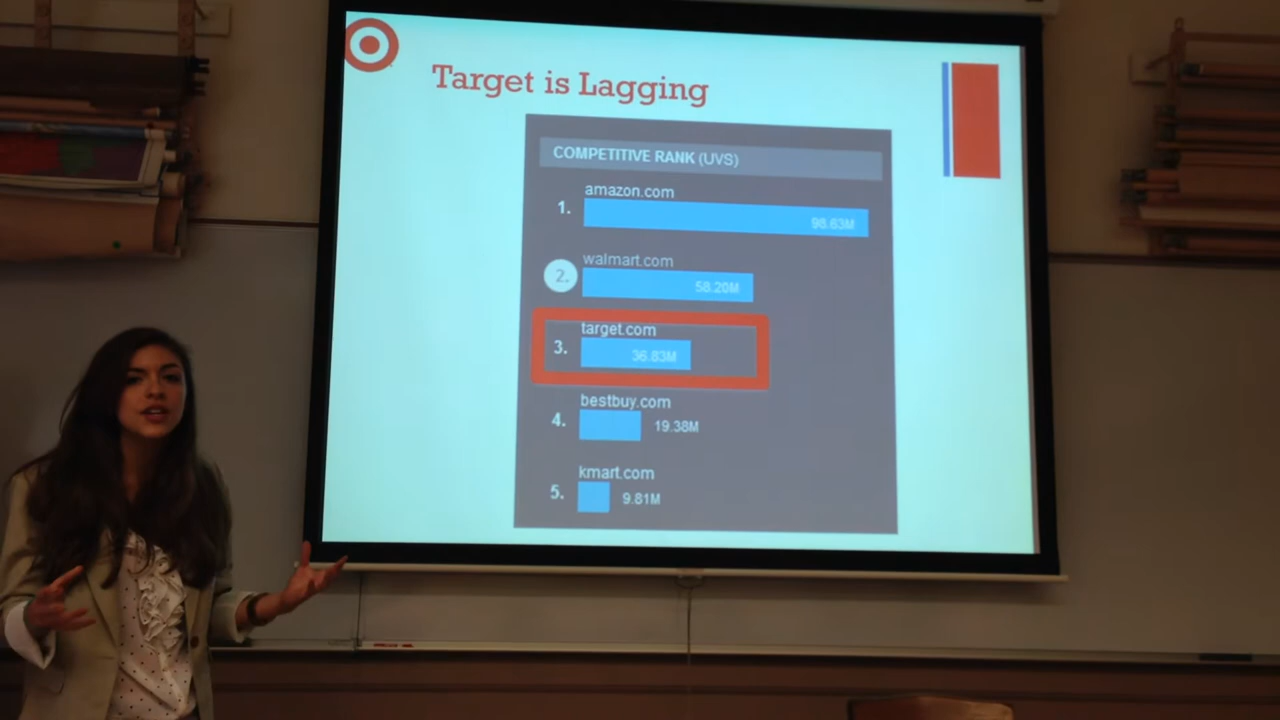 Target is Lagging
COMPETITIVE RANK (UVS)
amazon.com
1. 98.63M
walmart.com
2. 58.20M
target.com
3. 36.83M
bestbuy.com
4. 19.38M
kmart.com
5. 9.81M